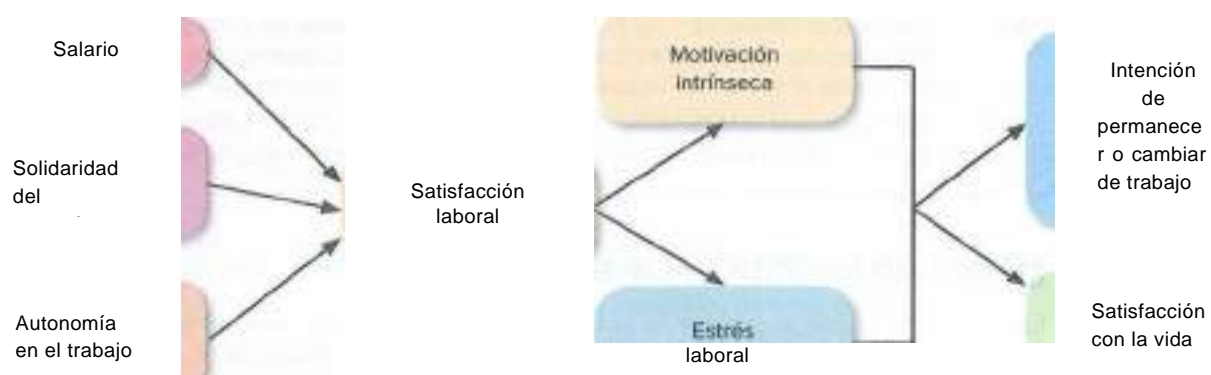 Salario
Solidaridad
del
Autonomía
en el trabajo
Satisfacción
laboral
Motivación
intrínseca
Estrés
laboral
Intención
de
permanece
r o cambiar
de trabajo
Satisfacción
con la vida